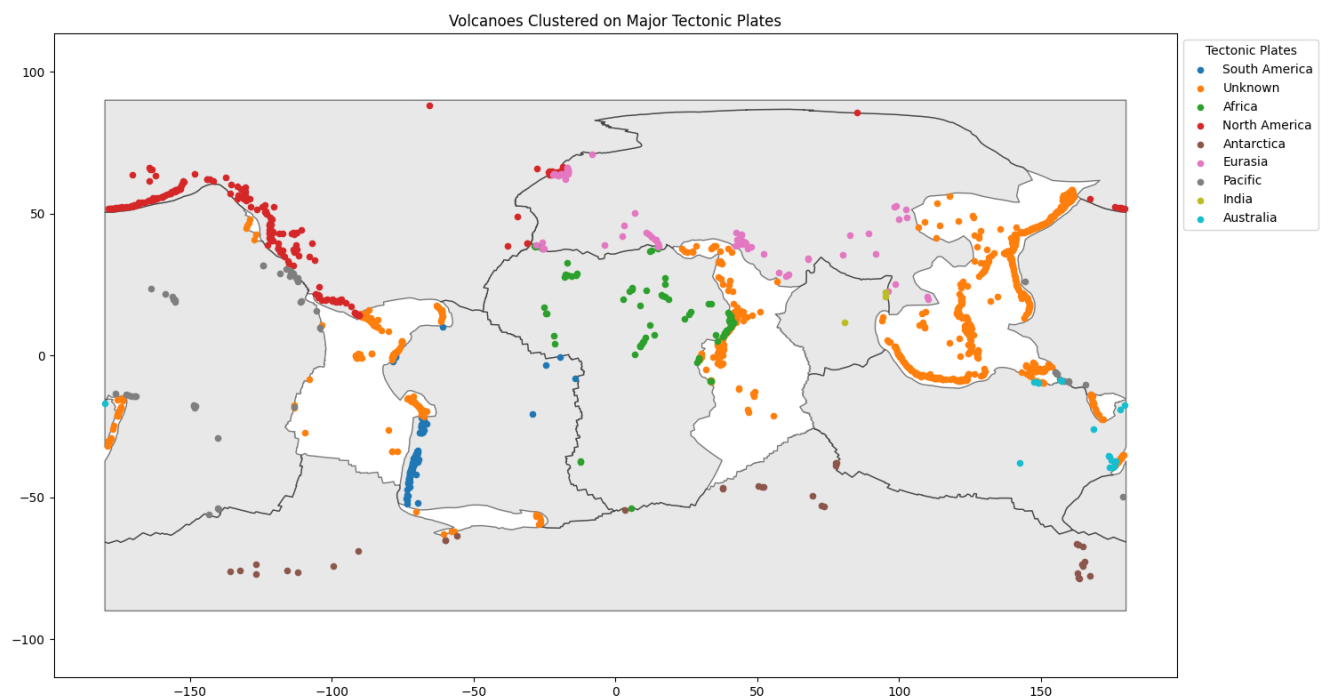 Volcanoes Clustered on Major Tectonic Plates
100
50
0
−50
−100
−150
−100
−50
0
50
100
150
Tectonic Plates
South America
Unknown
Africa
North America
Antarctica
Eurasia
Pacific
India
Australia